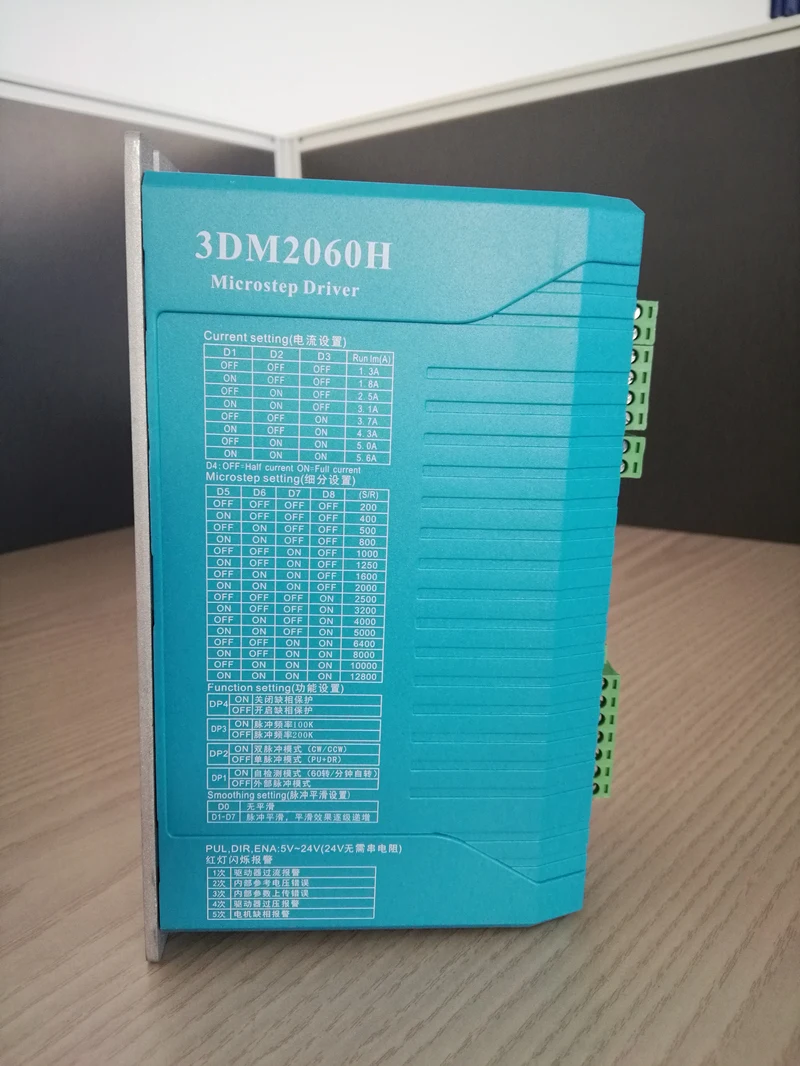 3DM2060H
Microstep Driver
Current setting(电流设置)
D1 D2 D3 Run Im(A)
OFF OFF OFF 1.3A
ON OFF OFF 1.8A
OFF ON OFF 2.5A
ON ON OFF 3.1A
OFF OFF ON 3.7A
ON OFF ON 4.3A
OFF ON ON 5.0A
ON ON ON 5.6A
D4:OFF=Half current ON=Full current
Microstep setting(细分设置)
D5 D6 D7 D8 (S/R)
OFF OFF OFF OFF 200
ON OFF OFF OFF 400
OFF ON OFF OFF 500
ON ON OFF OFF 800
OFF OFF ON OFF 1000
ON OFF ON OFF 1250
OFF ON ON OFF 1600
ON ON ON OFF 2000
OFF OFF OFF ON 2500
ON OFF OFF ON 3200
OFF ON OFF ON 4000
ON ON OFF ON 5000
OFF OFF ON ON 6400
ON OFF ON ON 8000
OFF ON ON ON 10000
ON ON ON ON 12800
Function setting(功能设置)
DP4 ON 关闭缺相保护
OFF 开启缺相保护
DP3 ON 脉冲频率100K
OFF 脉冲频率200K
DP2 ON 双脉冲模式(CW/CCW)
OFF 单脉冲模式(PU+DR)
DP1 ON 自检测模式(60转/分钟自转)
OFF 外部脉冲模式
Smoothing setting(脉冲平滑设置)
D0 无平滑
D1-D7 脉冲平滑,平滑效果逐级递增
PUL,DIR,ENA:5V~24V(24V无需串电阻)
红灯闪烁报警
1次 驱动器过流报警
2次 内部参考电压错误
3次 内部参数上传错误
4次 驱动器过压报警
5次 电机缺相报警